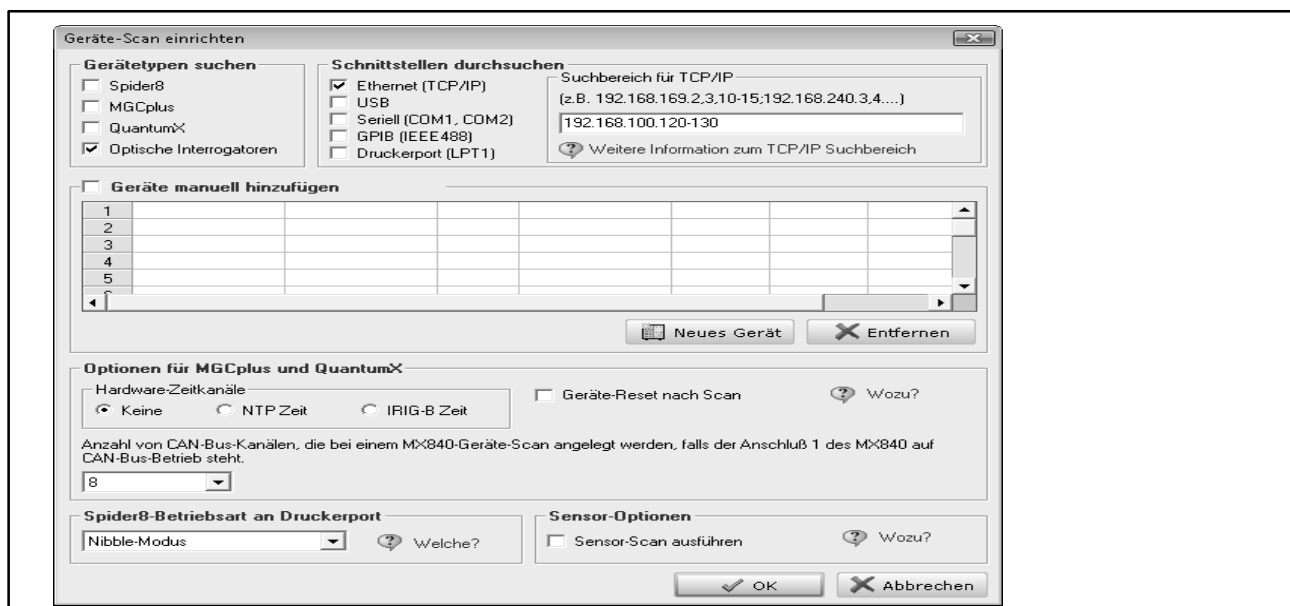 Geräte-Scan einrichten
Gerätetypen suchen
Spider8
MGCplus
QuantumX
Optische Interrogatoren
Schnittstellen durchsuchen
Ethernet (TCP/IP)
USB
Seriell (COM1, COM2)
GPIB (IEEE488)
Druckerport (LPT1)
Suchbereich für TCP/IP
(z.B. 192.168.169.2,3,10-15;192.168.240.3,4....)
192.168.100.120-130
Weitere Information zum TCP/IP Suchbereich
Geräte manuell hinzufügen
1
2
3
4
5
Neues Gerät
Entfernen
Optionen für MGCplus und QuantumX
Hardware-Zeitkanäle
Keine NTP Zeit IRIG-B Zeit
Geräte-Reset nach Scan
Wozu?
Anzahl von CAN-Bus-Kanälen, die bei einem MX840-Geräte-Scan angelegt werden, falls der Anschluß 1 des MX840 auf
CAN-Bus-Betrieb steht.
8
Spider8-Betriebsart an Druckerport
Nibble-Modus
Welche?
Sensor-Optionen
Sensor-Scan ausführen
Wozu?
OK
Abbrechen